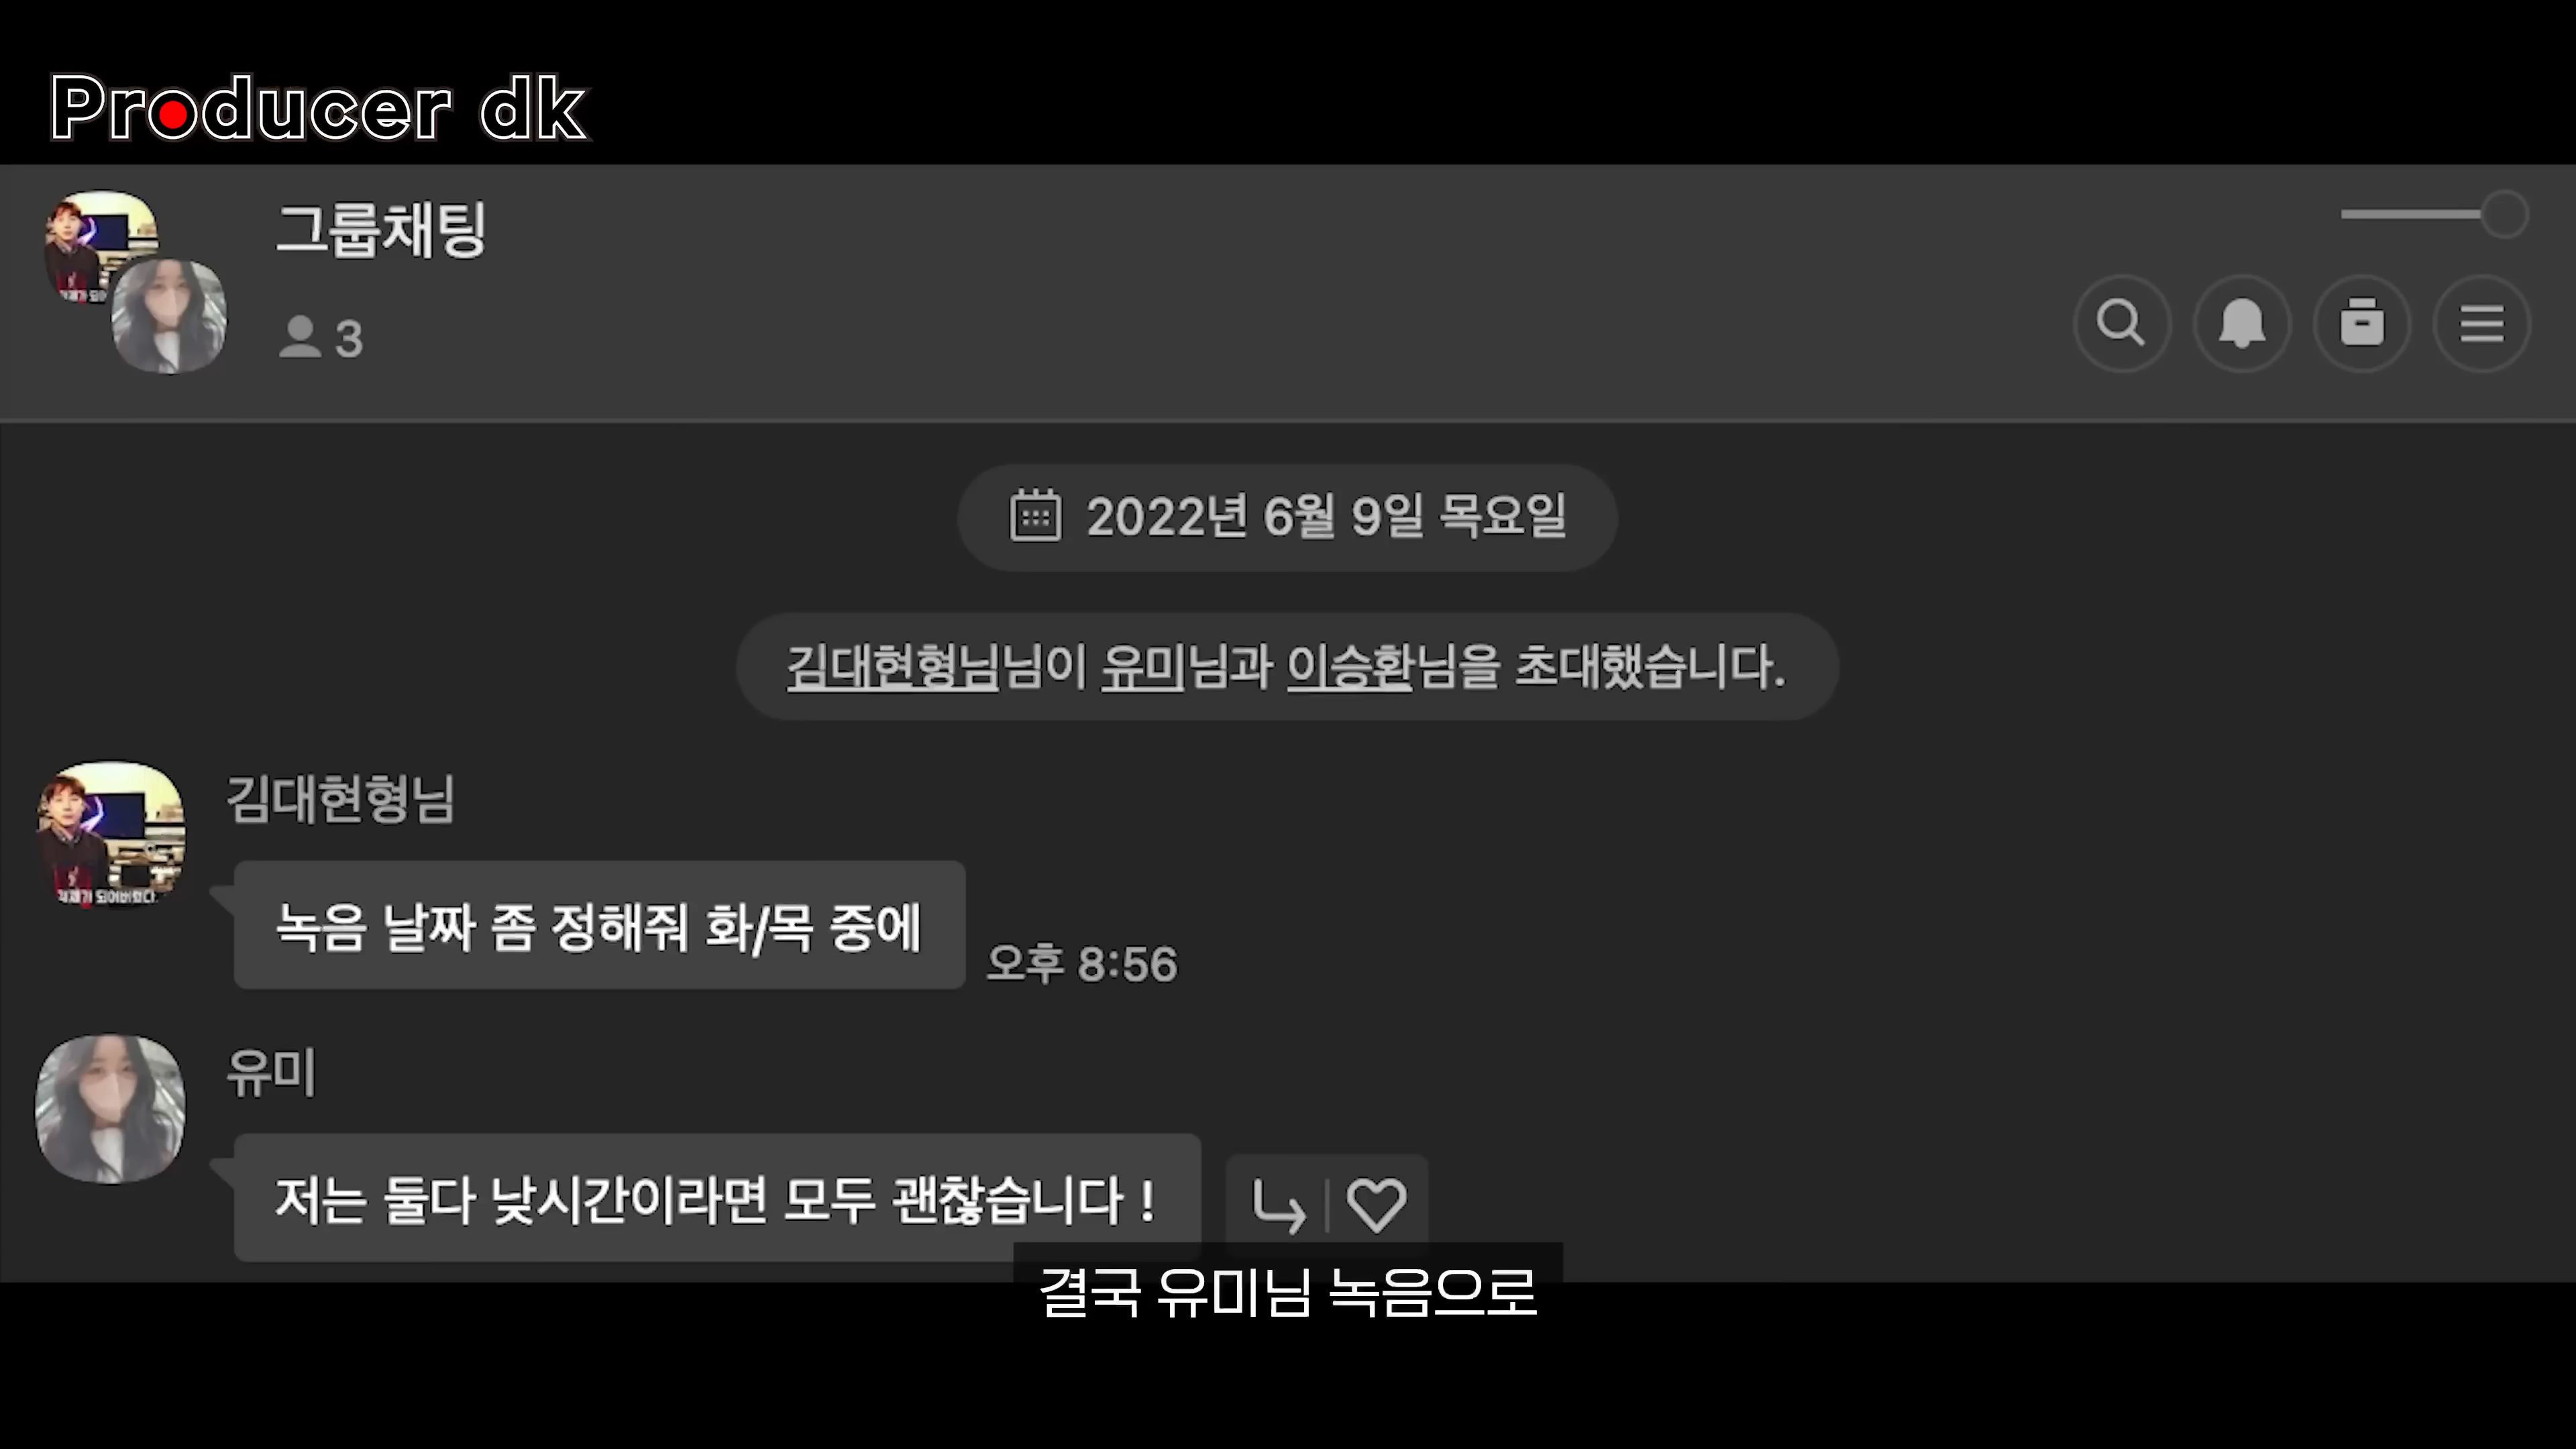 Producer dk
그룹채팅
3
2022년 6월 9일 목요일
김대현형님님이 유미님과 이승환님을 초대했습니다.
김대현형님
녹음 날짜 좀 정해줘 화/목 중에
오후 8:56
유미
저는 둘다 낮시간이라면 모두 괜찮습니다 !
결국 유미님 녹음으로